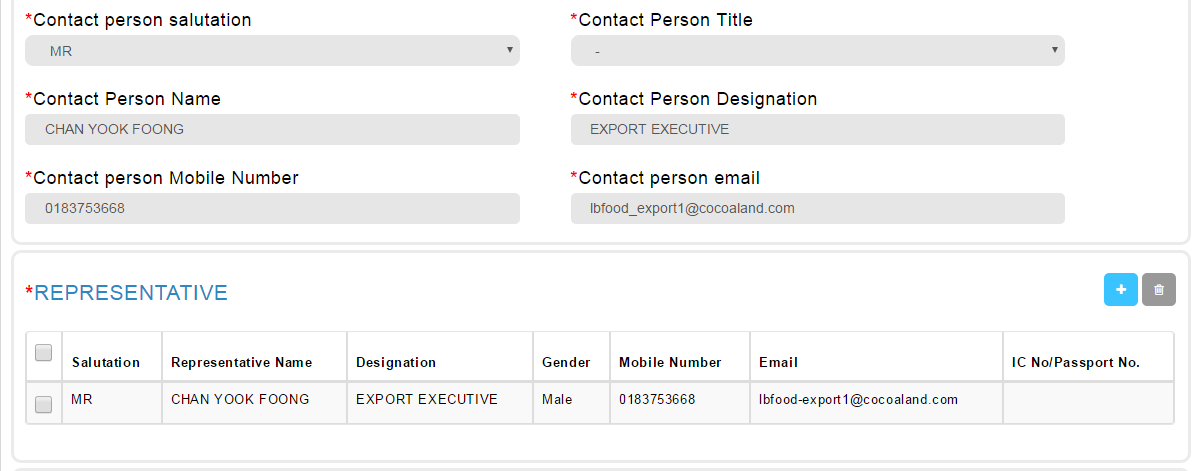 *Contact person salutation *Contact Person Title
MR -
*Contact Person Name *Contact Person Designation
CHAN YOOK FOONG EXPORT EXECUTIVE
*Contact person Mobile Number *Contact person email
0183753668 lbfood_export1@cocoaland.com
*REPRESENTATIVE
Salutation Representative Name Designation Gender Mobile Number Email IC No/Passport No.
MR CHAN YOOK FOONG EXPORT EXECUTIVE Male 0183753668 lbfood-export1@cocoaland.com